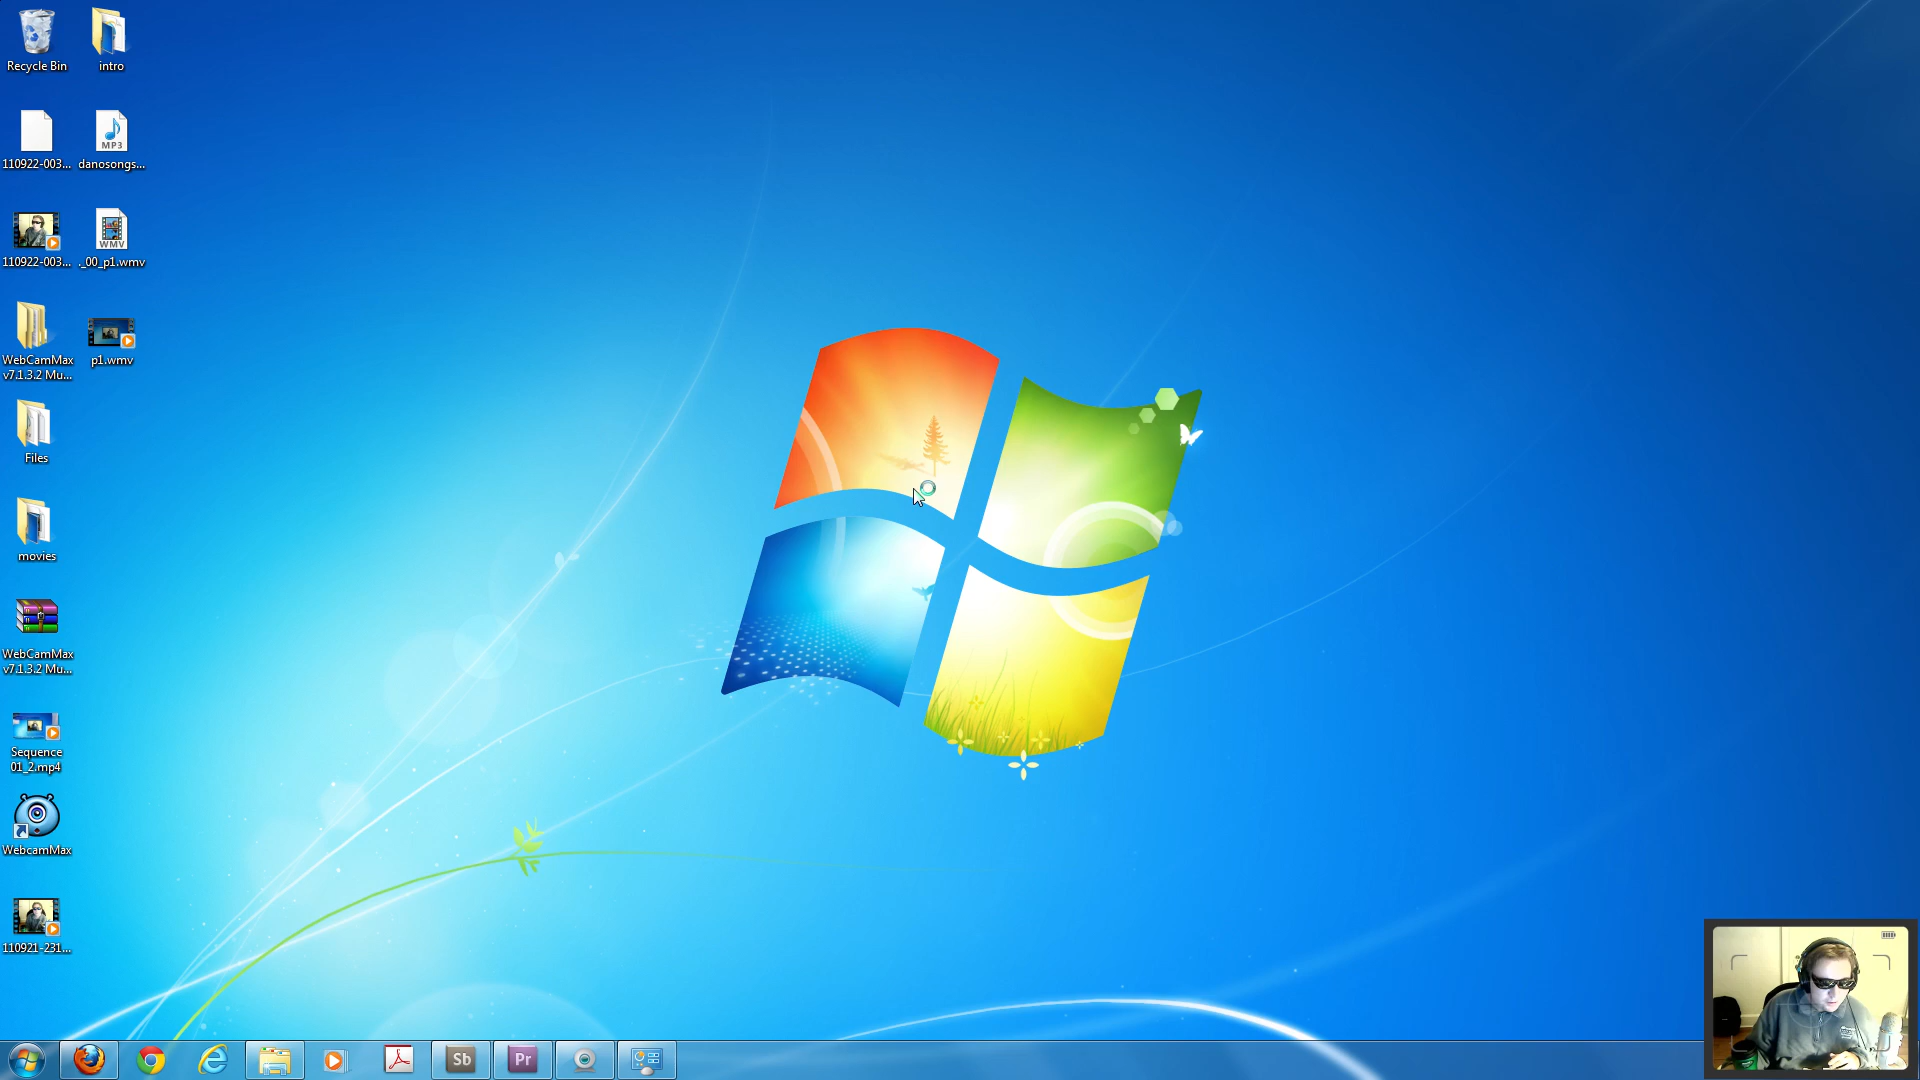 Recycle Bin
intro
110922-003...
danosongs...
MP3
110922-003...
._00_p1.wmv
WMV
WebCamMax
v7.1.3.2 Mu...
p1.wmv
Files
movies
WebCamMax
v7.1.3.2 Mu...
Sequence
01_2.mp4
WebcamMax
110921-231...
Sb
Pr